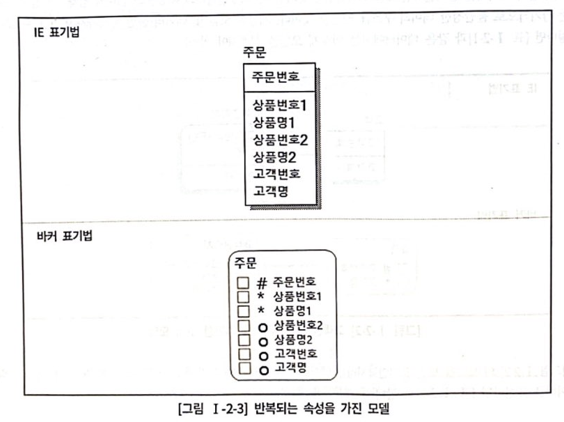 IE 표기법
주문
주문번호
상품번호1
상품명1
상품번호2
상품명2
고객번호
고객명
바커 표기법
주문
# 주문번호
* 상품번호1
* 상품명1
o 상품번호2
o 상품명2
o 고객번호
o 고객명
[그림 Ⅰ-2-3] 반복되는 속성을 가진 모델